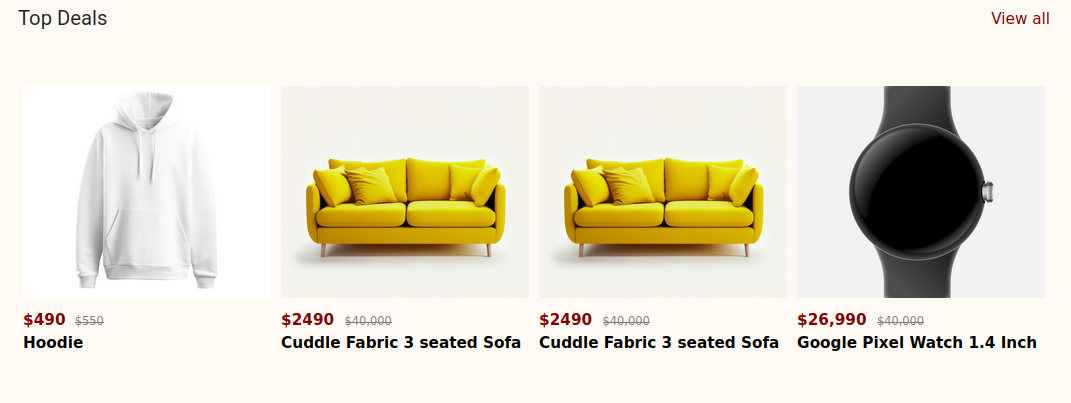 Top Deals
View all
$490 $550
Hoodie
$2490 $40,000
Cuddle Fabric 3 seated Sofa
$2490 $40,000
Cuddle Fabric 3 seated Sofa
$26,990 $40,000
Google Pixel Watch 1.4 Inch